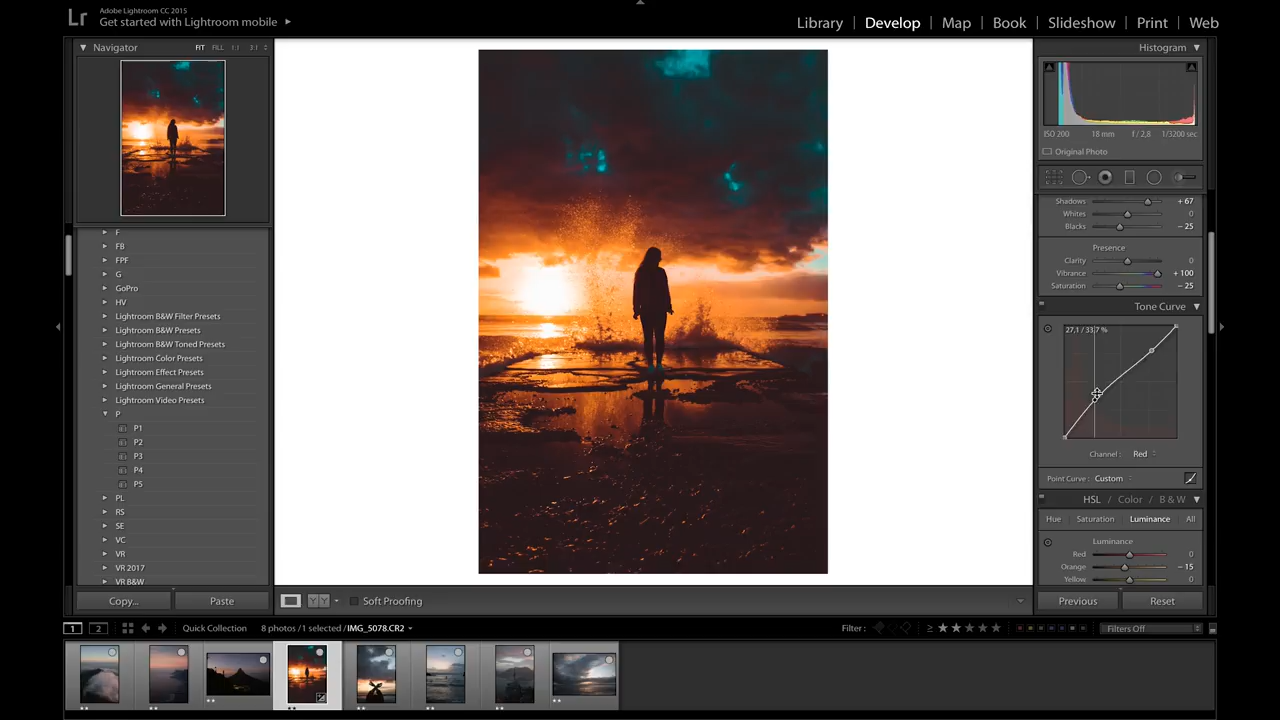 Lr
Adobe Lightroom CC 2015
Get started with Lightroom mobile
Library | Develop | Map | Book | Slideshow | Print | Web
Navigator FIT FILL 1:1 3:1
F
FB
FPF
G
GoPro
HV
Lightroom B&W Filter Presets
Lightroom B&W Presets
Lightroom B&W Toned Presets
Lightroom Color Presets
Lightroom Effect Presets
Lightroom General Presets
Lightroom Video Presets
P
P1
P2
P3
P4
P5
PL
RS
SE
VC
VR
VR 2017
VR B&W
Copy... Paste
Histogram
ISO 200 18 mm f / 2,8 1/3200 sec
Original Photo
Shadows + 67
Whites 0
Blacks − 25
Presence
Clarity 0
Vibrance + 100
Saturation − 25
Tone Curve
27,1 / 33,7 %
Channel : Red
Point Curve : Custom
HSL / Color / B & W
Hue Saturation Luminance All
Luminance
Red 0
Orange − 15
Yellow 0
Previous Reset
Y Y Soft Proofing
1 2 Quick Collection 8 photos / 1 selected / IMG_5078.CR2 Filter : ≥ Filters Off